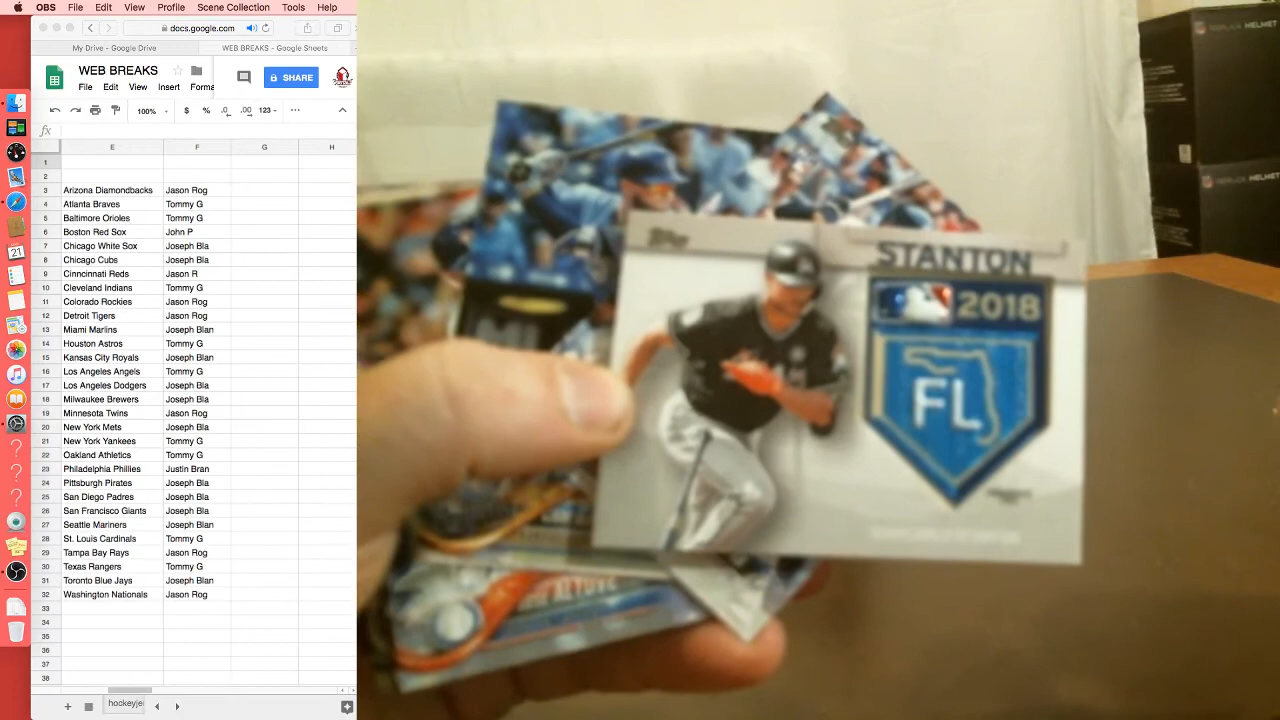 OBS File Edit View Profile Scene Collection Tools Help
docs.google.com
My Drive - Google Drive WEB BREAKS - Google Sheets
WEB BREAKS
File Edit View Insert Forma
SHARE
100% $ % .0 .00 123 ...
fx
E F G H
1
2
3 Arizona Diamondbacks Jason Rog
4 Atlanta Braves Tommy G
5 Baltimore Orioles Tommy G
6 Boston Red Sox John P
7 Chicago White Sox Joseph Bla
8 Chicago Cubs Joseph Bla
9 Cinncinnati Reds Jason R
10 Cleveland Indians Tommy G
11 Colorado Rockies Jason Rog
12 Detroit Tigers Jason Rog
13 Miami Marlins Joseph Blan
14 Houston Astros Tommy G
15 Kansas City Royals Joseph Blan
16 Los Angeles Angels Tommy G
17 Los Angeles Dodgers Joseph Bla
18 Milwaukee Brewers Joseph Bla
19 Minnesota Twins Jason Rog
20 New York Mets Joseph Bla
21 New York Yankees Tommy G
22 Oakland Athletics Tommy G
23 Philadelphia Phillies Justin Bran
24 Pittsburgh Pirates Joseph Bla
25 San Diego Padres Joseph Bla
26 San Francisco Giants Joseph Bla
27 Seattle Mariners Joseph Blan
28 St. Louis Cardinals Tommy G
29 Tampa Bay Rays Jason Rog
30 Texas Rangers Tommy G
31 Toronto Blue Jays Joseph Blan
32 Washington Nationals Jason Rog
33
34
35
36
37
38
hockeyje
Topps
STANTON
2018
FL
ALTUVE
REPLICA HELMET
REPLICA HELMET